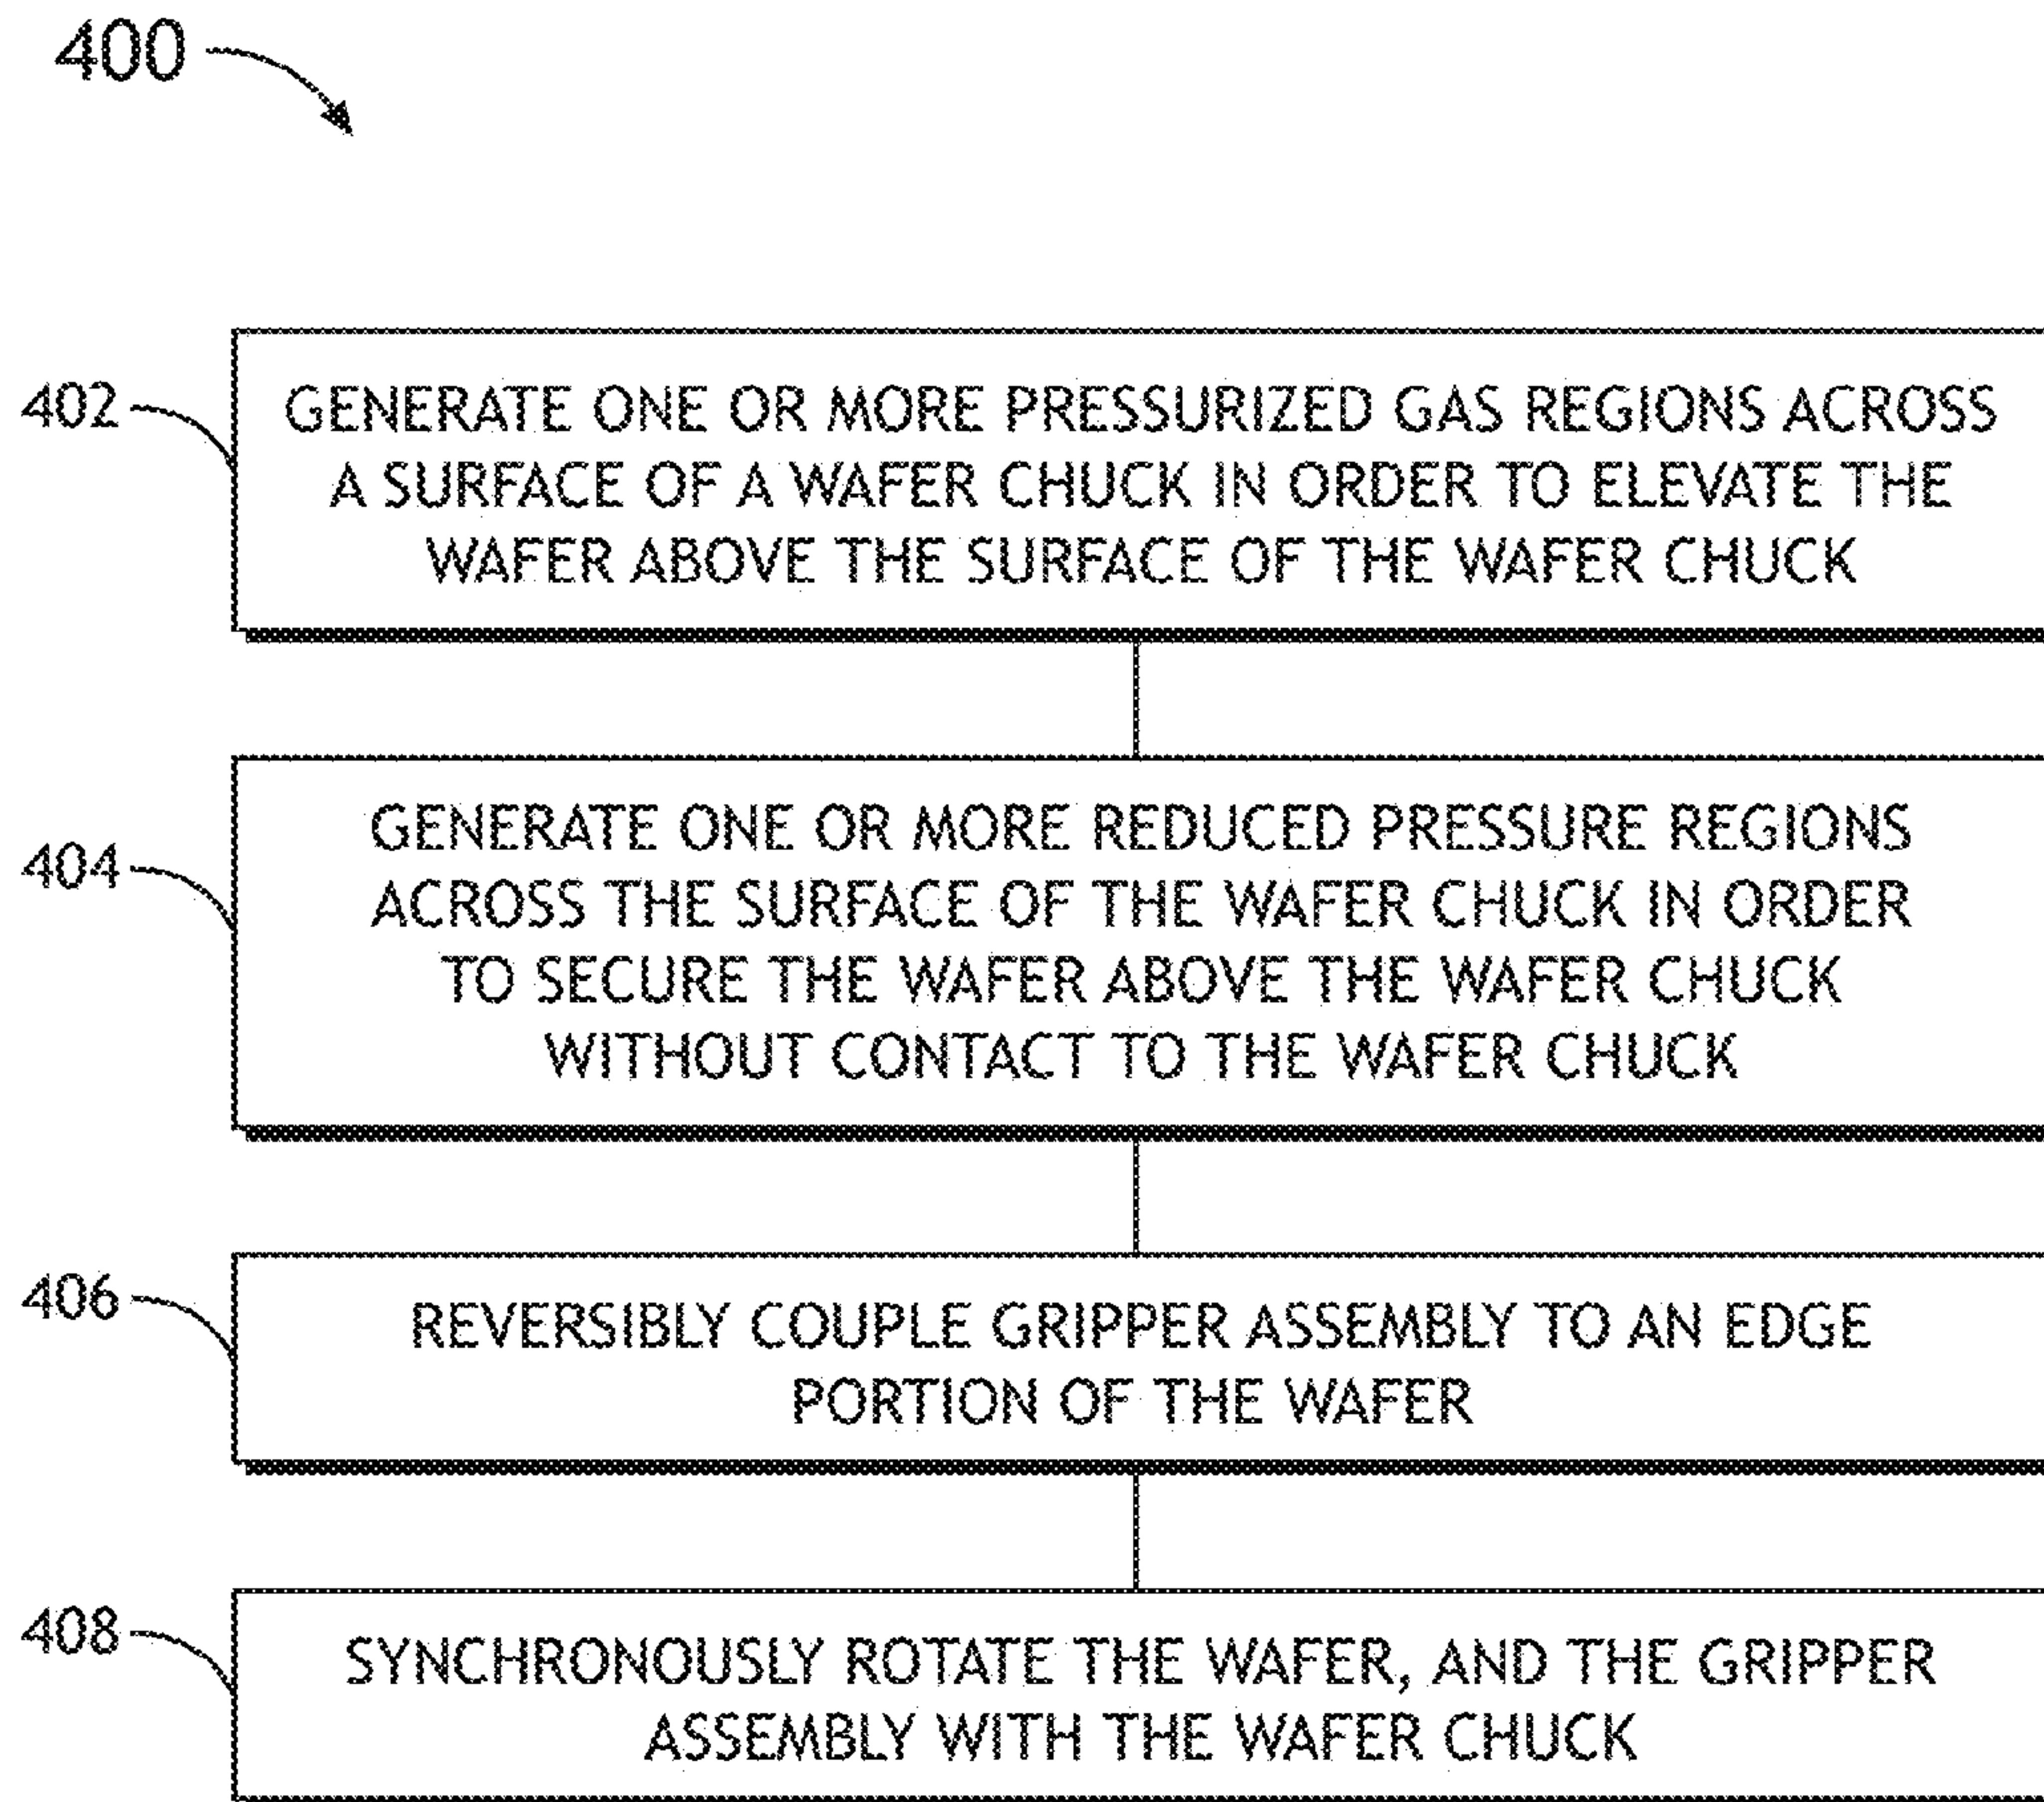 400
402
GENERATE ONE OR MORE PRESSURIZED GAS REGIONS ACROSS
A SURFACE OF A WAFER CHUCK IN ORDER TO ELEVATE THE
WAFER ABOVE THE SURFACE OF THE WAFER CHUCK
404
GENERATE ONE OR MORE REDUCED PRESSURE REGIONS
ACROSS THE SURFACE OF THE WAFER CHUCK IN ORDER
TO SECURE THE WAFER ABOVE THE WAFER CHUCK
WITHOUT CONTACT TO THE WAFER CHUCK
406
REVERSIBLY COUPLE GRIPPER ASSEMBLY TO AN EDGE
PORTION OF THE WAFER
408
SYNCHRONOUSLY ROTATE THE WAFER, AND THE GRIPPER
ASSEMBLY WITH THE WAFER CHUCK